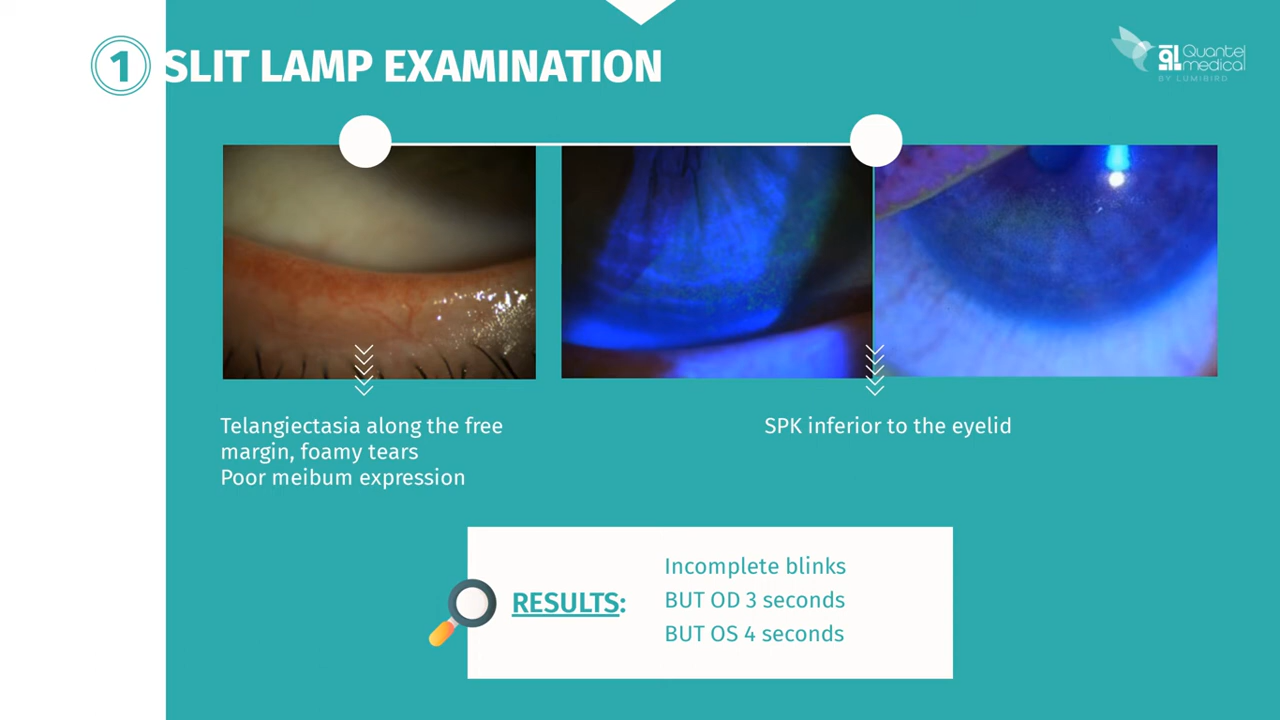 1 SLIT LAMP EXAMINATION
Quantel
medical
BY LUMIBIRD
Telangiectasia along the free
margin, foamy tears
Poor meibum expression
SPK inferior to the eyelid
RESULTS:
Incomplete blinks
BUT OD 3 seconds
BUT OS 4 seconds